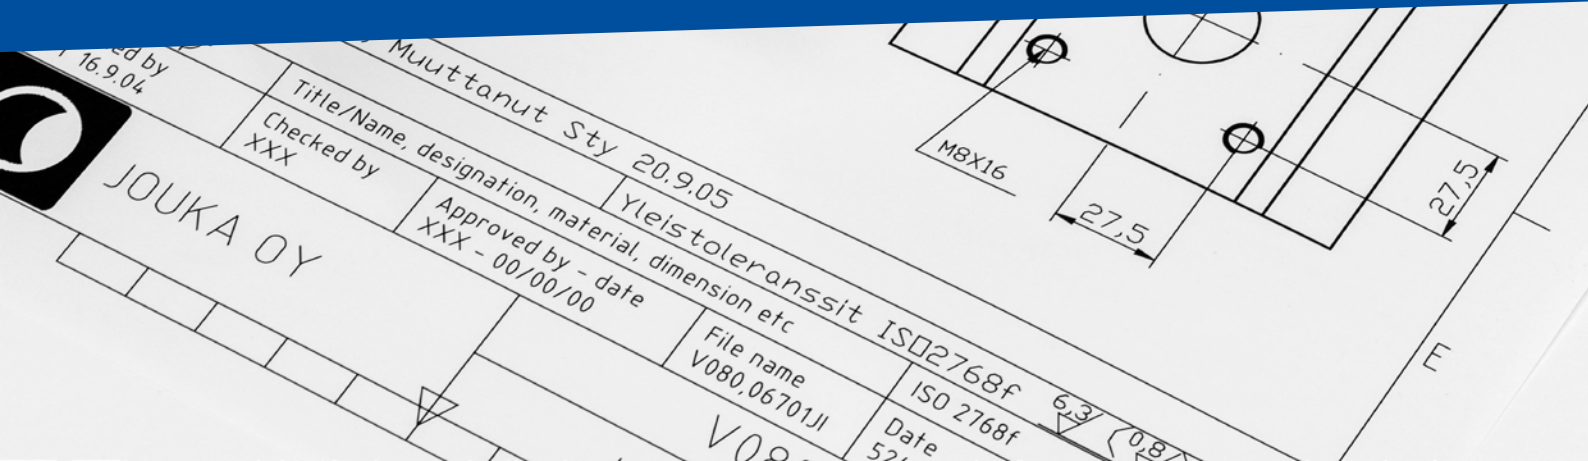 Muuttanut Sty 20.9.05
ed by
16.9.04
Title/Name, designation, material, dimension etc
Yleistoleranssit ISO2768f
Checked by
XXX
Approved by - date
XXX - 00/00/00
JOUKA OY
File name
V080,06701JI
ISO 2768f
6,3
0,8
Date
M8X16
27,5
27,5
E